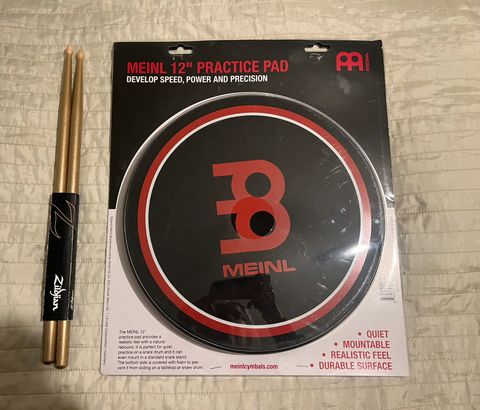 MEINL 12" PRACTICE PAD
DEVELOP SPEED, POWER AND PRECISION
MEINL
MEINL
Zildjian
The MEINL 12"
practice pad provides a
realistic feel with a natural
rebound. It is perfect for quiet
practice on a snare drum and it can
even mount in a standard snare stand.
The bottom side is covered with foam to pre-
vent it from sliding on a tabletop or snare drum.
meinlcymbals.com
• QUIET
• MOUNTABLE
• REALISTIC FEEL
• DURABLE SURFACE